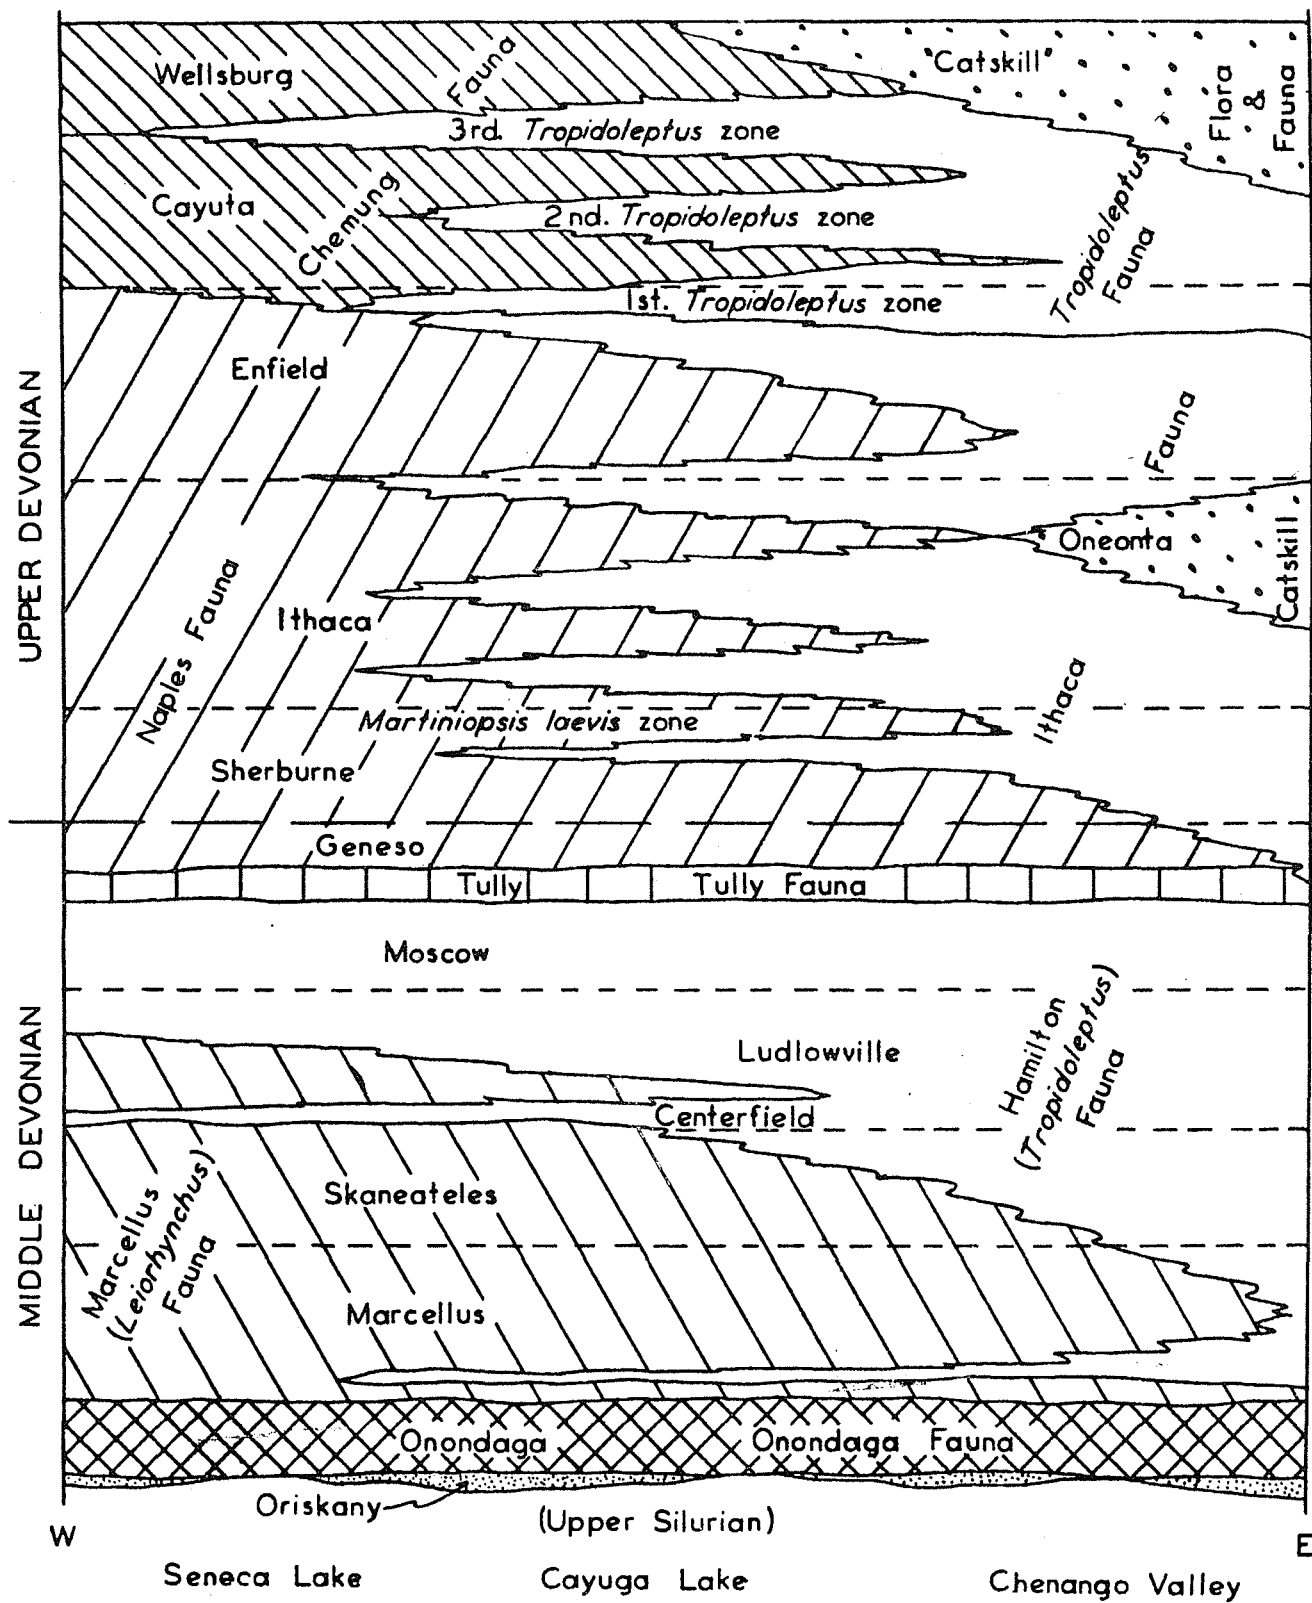 Wellsburg
Fauna
"Catskill"
Flora
&
Fauna
3rd. Tropidoleptus zone
Cayuta
Chemung
2nd. Tropidoleptus zone
Tropidoleptus
Fauna
1st. Tropidoleptus zone
Enfield
UPPER DEVONIAN
Fauna
Oneonta
Catskill
Naples Fauna
Ithaca
Ithaca
Martiniopsis laevis zone
Sherburne
Geneso
Tully
Tully Fauna
Moscow
MIDDLE DEVONIAN
Ludlowville
Hamilton
(Tropidoleptus)
Fauna
Centerfield
Skaneateles
Marcellus
(Leiorhynchus)
Fauna
Marcellus
Onondaga
Onondaga Fauna
Oriskany
(Upper Silurian)
W
E
Seneca Lake
Cayuga Lake
Chenango Valley